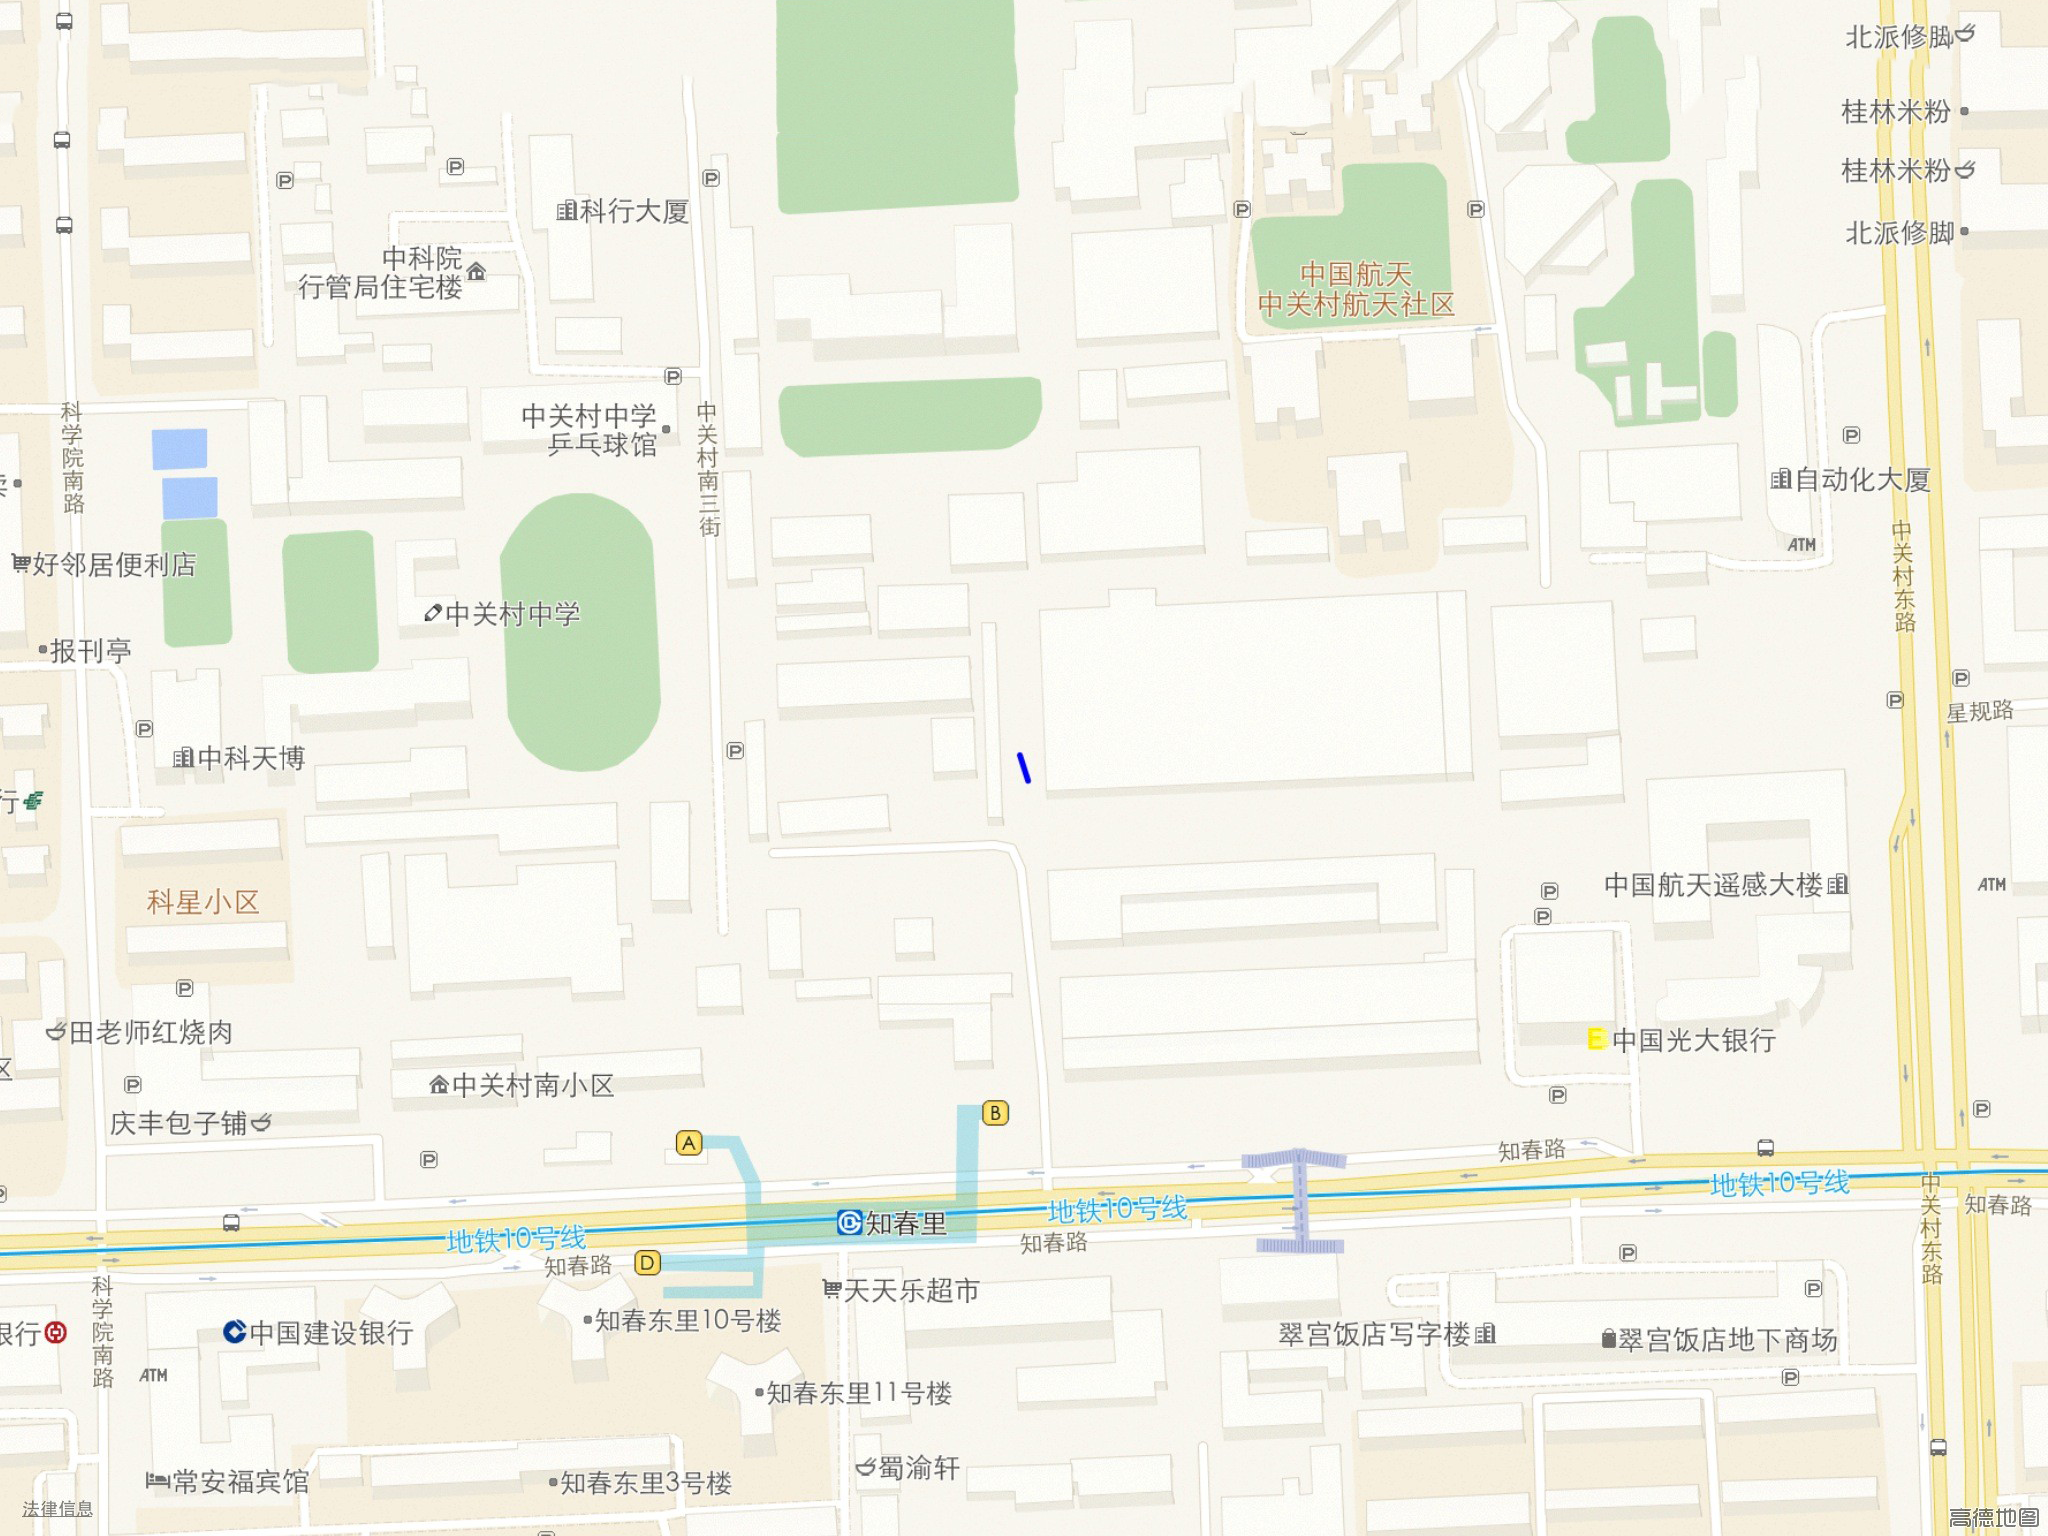 北派修脚
桂林米粉
桂林米粉
北派修脚
P
P
P
P
P
科行大厦
中科院
行管局住宅楼
中国航天
中关村航天社区
P
中关村中学
乒乓球馆
科学院南路
中关村南三街
P
自动化大厦
ATM
中关村东路
好邻居便利店
中关村中学
报刊亭
P
P
星规路
P
P
中科天博
行
科星小区
P
P
中国航天遥感大楼
ATM
P
田老师红烧肉
中国光大银行
区
P
中关村南小区
P
P
庆丰包子铺
B
A
P
知春路
地铁10号线
地铁10号线
地铁10号线
知春里
知春路
知春路
知春路
中关村东路
D
P
P
科学院南路
天天乐超市
银行
中国建设银行
知春东里10号楼
翠宫饭店写字楼
翠宫饭店地下商场
ATM
P
知春东里11号楼
常安福宾馆
知春东里3号楼
蜀渝轩
法律信息
高德地图